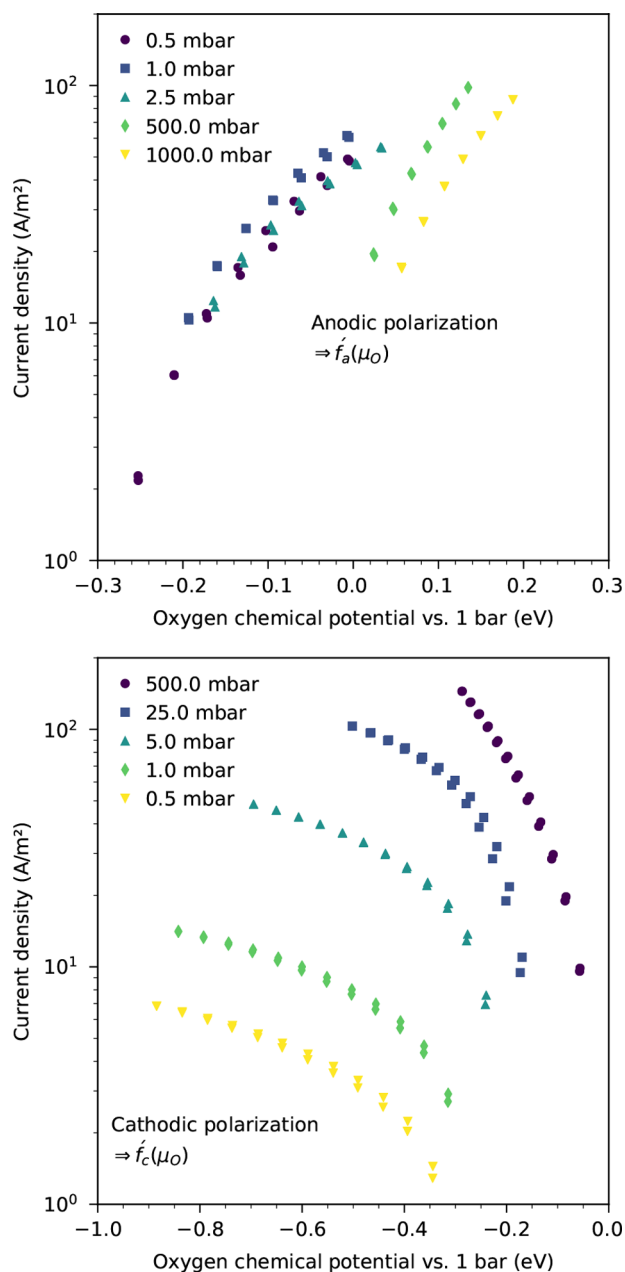 0.5 mbar
1.0 mbar
2.5 mbar
500.0 mbar
1000.0 mbar
10²
10¹
10⁰
Current density (A/m²)
Anodic polarization
⇒ f́ₐ(μ_O)
−0.3 −0.2 −0.1 0.0 0.1 0.2 0.3
Oxygen chemical potential vs. 1 bar (eV)
500.0 mbar
25.0 mbar
5.0 mbar
1.0 mbar
0.5 mbar
10²
10¹
10⁰
Current density (A/m²)
Cathodic polarization
⇒ f́_c(μ_O)
−1.0 −0.8 −0.6 −0.4 −0.2 0.0
Oxygen chemical potential vs. 1 bar (eV)